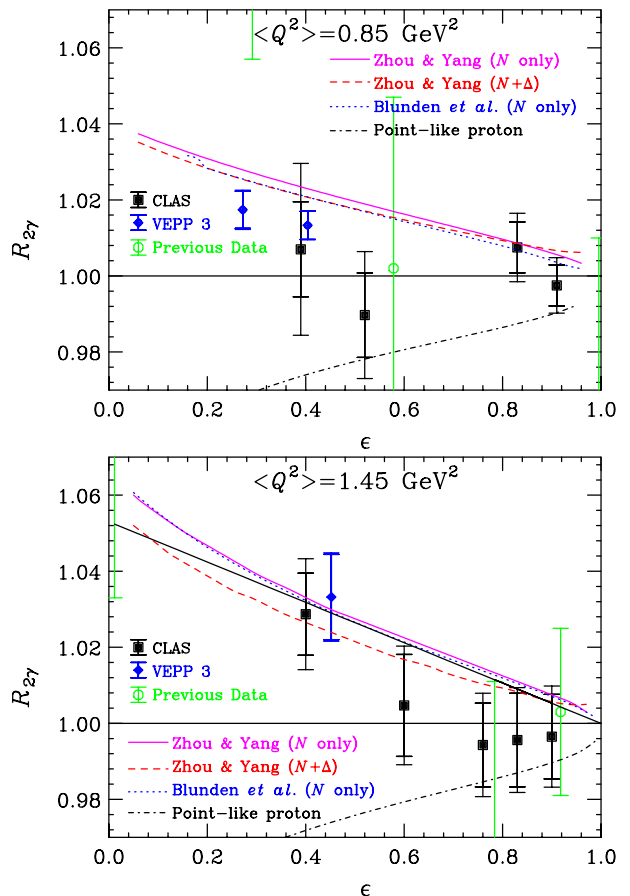 <Q²>=0.85 GeV²
Zhou & Yang (N only)
Zhou & Yang (N+Δ)
Blunden et al. (N only)
Point-like proton
CLAS
VEPP 3
Previous Data
R₂γ
1.06
1.04
1.02
1.00
0.98
0.0 0.2 0.4 0.6 0.8 1.0
ϵ
<Q²>=1.45 GeV²
CLAS
VEPP 3
Previous Data
Zhou & Yang (N only)
Zhou & Yang (N+Δ)
Blunden et al. (N only)
Point-like proton
R₂γ
1.06
1.04
1.02
1.00
0.98
0.0 0.2 0.4 0.6 0.8 1.0
ϵ